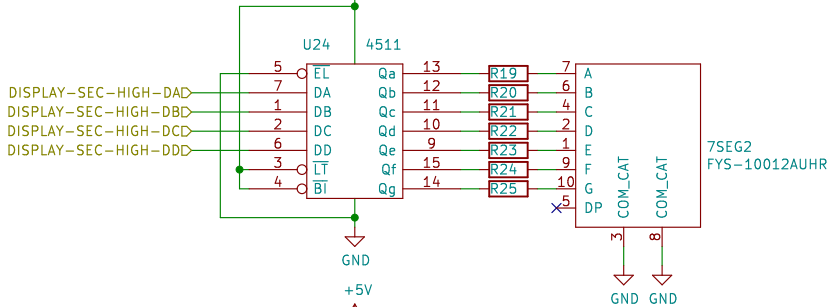 U24 4511
5 EL Qa 13 R19 7 A
DISPLAY-SEC-HIGH-DA 7 DA Qb 12 R20 6 B
DISPLAY-SEC-HIGH-DB 1 DB Qc 11 R21 4 C
DISPLAY-SEC-HIGH-DC 2 DC Qd 10 R22 2 D
DISPLAY-SEC-HIGH-DD 6 DD Qe 9 R23 1 E
3 LT Qf 15 R24 9 F
4 BI Qg 14 R25 10 G
5 DP
COM_CAT COM_CAT
7SEG2
FYS-10012AUHR
3 8
GND
GND GND
+5V